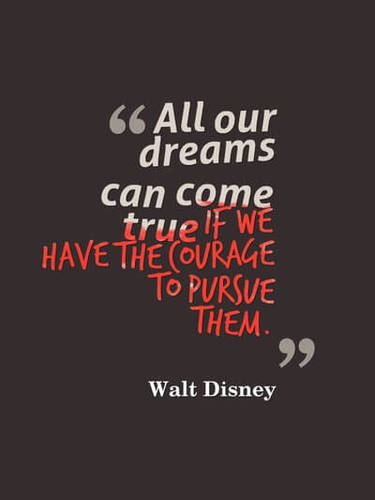 “ All our
dreams
can come
true IF WE
HAVE THE COURAGE
TO PURSUE
THEM.
”
Walt Disney